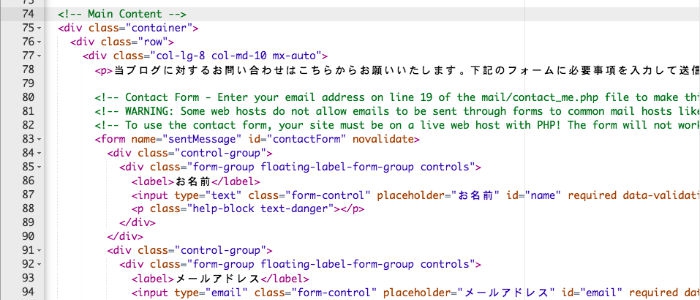 74 <!-- Main Content -->
75 <div class="container">
76 <div class="row">
77 <div class="col-lg-8 col-md-10 mx-auto">
78 <p>当ブログに対するお問い合わせはこちらからお願いいたします。下記のフォームに必要事項を入力して送信
79
80 <!-- Contact Form - Enter your email address on line 19 of the mail/contact_me.php file to make thi
81 <!-- WARNING: Some web hosts do not allow emails to be sent through forms to common mail hosts like
82 <!-- To use the contact form, your site must be on a live web host with PHP! The form will not work
83 <form name="sentMessage" id="contactForm" novalidate>
84 <div class="control-group">
85 <div class="form-group floating-label-form-group controls">
86 <label>お名前</label>
87 <input type="text" class="form-control" placeholder="お名前" id="name" required data-validati
88 <p class="help-block text-danger"></p>
89 </div>
90 </div>
91 <div class="control-group">
92 <div class="form-group floating-label-form-group controls">
93 <label>メールアドレス</label>
94 <input type="email" class="form-control" placeholder="メールアドレス" id="email" required dat